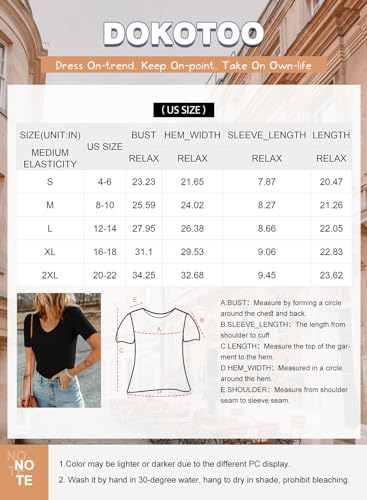 DOKOTOO
Dress On-trend. Keep On-point. Take On Own-life
( US SIZE )
SIZE(UNIT:IN) US SIZE BUST HEM_WIDTH SLEEVE_LENGTH LENGTH
MEDIUM ELASTICITY RELAX RELAX RELAX RELAX
S 4-6 23.23 21.65 7.87 20.47
M 8-10 25.59 24.02 8.27 21.26
L 12-14 27.95 26.38 8.66 22.05
XL 16-18 31.1 29.53 9.06 22.83
2XL 20-22 34.25 32.68 9.45 23.62
E
A
B
C
D
A.BUST: Measure by forming a circle
around the chest and back.
B.SLEEVE_LENGTH: The length from
shoulder to cuff.
C.LENGTH: Measure the top of the gar-
ment to the hem.
D.HEM_WIDTH: Measured in a circle
around the hem.
E.SHOULDER: Measure from shoulder
seam to sleeve seam.
NO
TE
NO
TE
1.Color may be lighter or darker due to the different PC display.
2. Wash it by hand in 30-degree water, hang to dry in shade, prohibit bleaching.